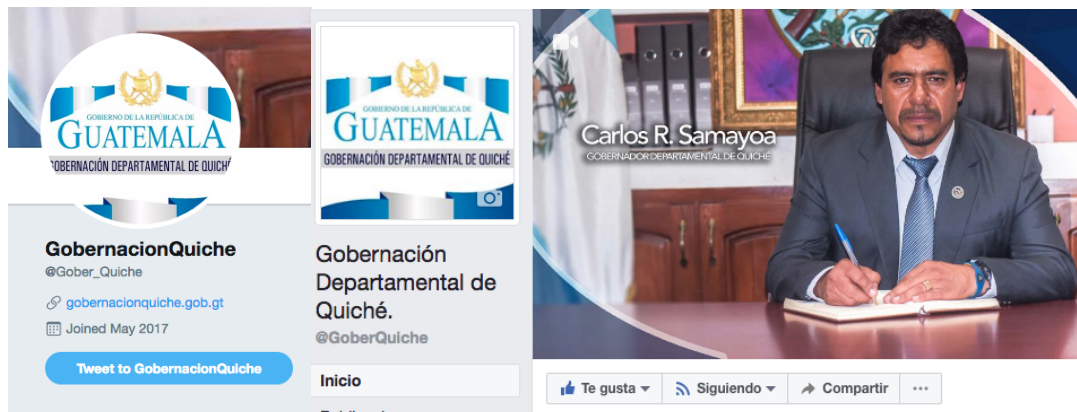 GOBIERNO DE LA REPÚBLICA DE
GUATEMALA
GOBERNACIÓN DEPARTAMENTAL DE QUICHÉ
GobernacionQuiche
@Gober_Quiche
gobernacionquiche.gob.gt
Joined May 2017
Tweet to GobernacionQuiche
GOBIERNO DE LA REPÚBLICA DE
GUATEMALA
GOBERNACIÓN DEPARTAMENTAL DE QUICHÉ
Gobernación
Departamental de
Quiché.
@GoberQuiche
Inicio
Carlos R. Samayoa
GOBERNADOR DEPARTAMENTAL DE QUICHÉ
Te gusta
Siguiendo
Compartir